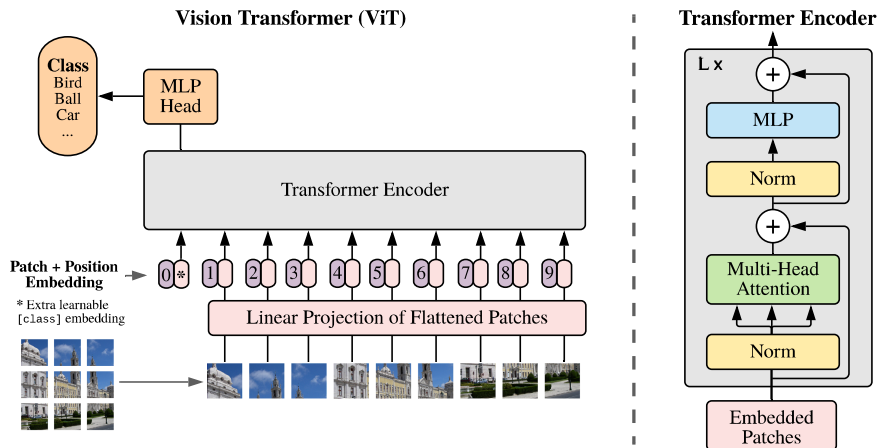 Vision Transformer (ViT)
Class
Bird
Ball
Car
...
MLP
Head
Transformer Encoder
Patch + Position
Embedding
0 * 1 2 3 4 5 6 7 8 9
* Extra learnable
[class] embedding
Linear Projection of Flattened Patches
Transformer Encoder
L x
+
MLP
Norm
+
Multi-Head
Attention
Norm
Embedded
Patches